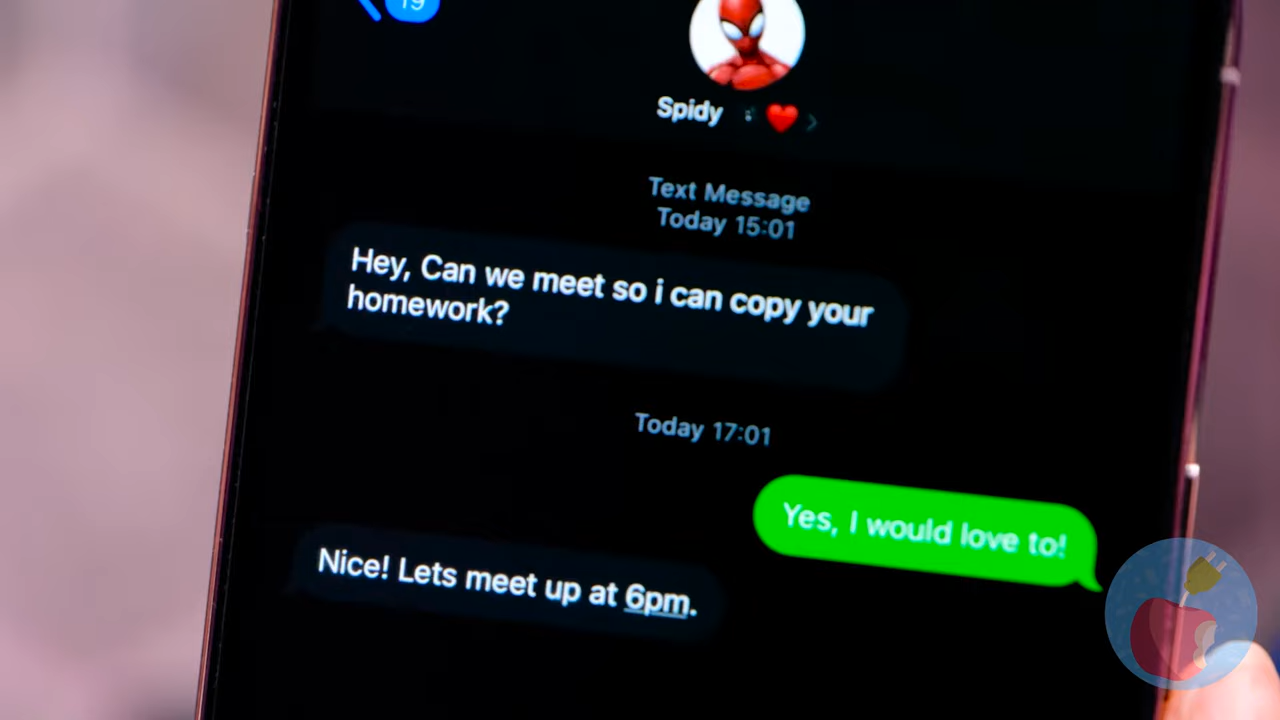 19
Spidy ❤️
Text Message
Today 15:01
Hey, Can we meet so i can copy your
homework?
Today 17:01
Yes, I would love to!
Nice! Lets meet up at 6pm.